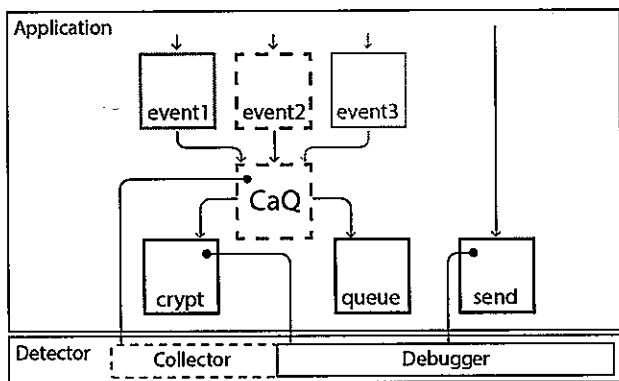 Application
event1 event2 event3
CaQ
crypt queue send
Detector Collector Debugger